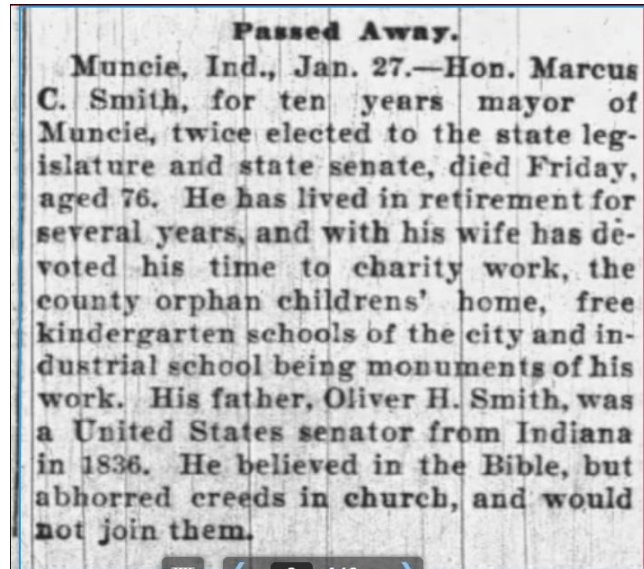 Passed Away.
Muncie, Ind., Jan. 27.—Hon. Marcus
C. Smith, for ten years mayor of
Muncie, twice elected to the state leg-
islature and state senate, died Friday,
aged 76. He has lived in retirement for
several years, and with his wife has de-
voted his time to charity work, the
county orphan childrens' home, free
kindergarten schools of the city and in-
dustrial school being monuments of his
work. His father, Oliver H. Smith, was
a United States senator from Indiana
in 1836. He believed in the Bible, but
abhorred creeds in church, and would
not join them.